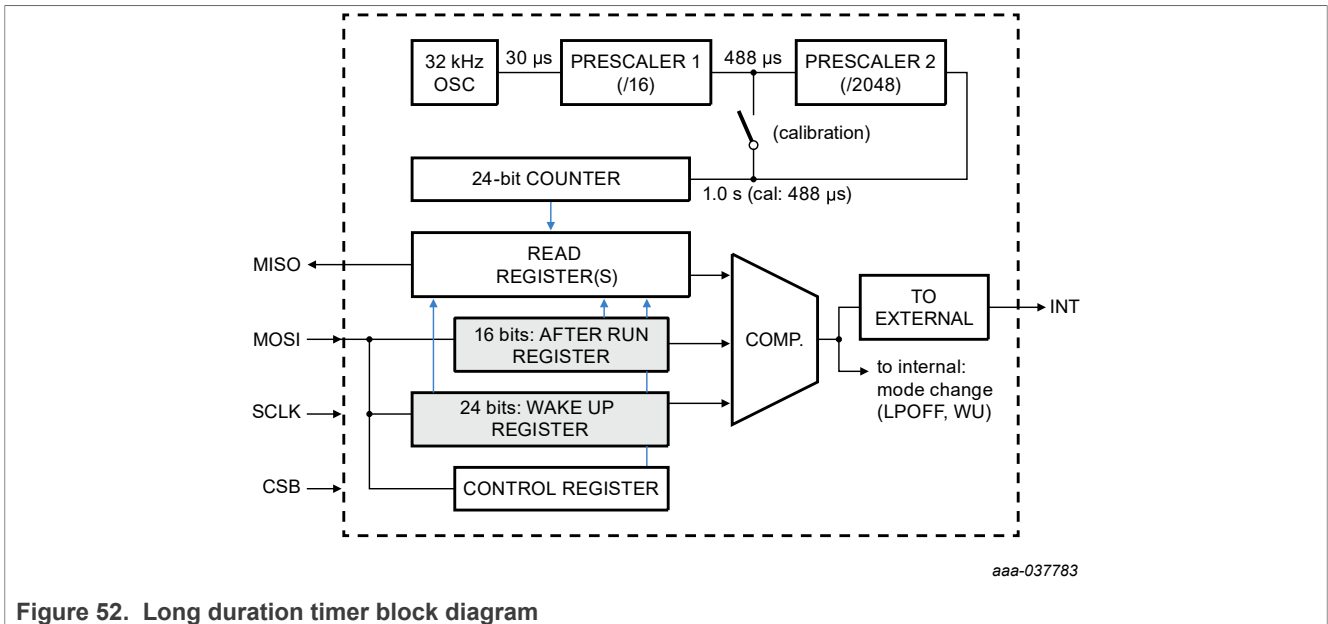 32 kHz
OSC
30 µs
PRESCALER 1
(/16)
488 µs
PRESCALER 2
(/2048)
(calibration)
24-bit COUNTER
1.0 s (cal: 488 µs)
READ
REGISTER(S)
MISO
MOSI
SCLK
CSB
16 bits: AFTER RUN
REGISTER
24 bits: WAKE UP
REGISTER
CONTROL REGISTER
COMP.
TO
EXTERNAL
INT
to internal:
mode change
(LPOFF, WU)
aaa-037783
Figure 52. Long duration timer block diagram